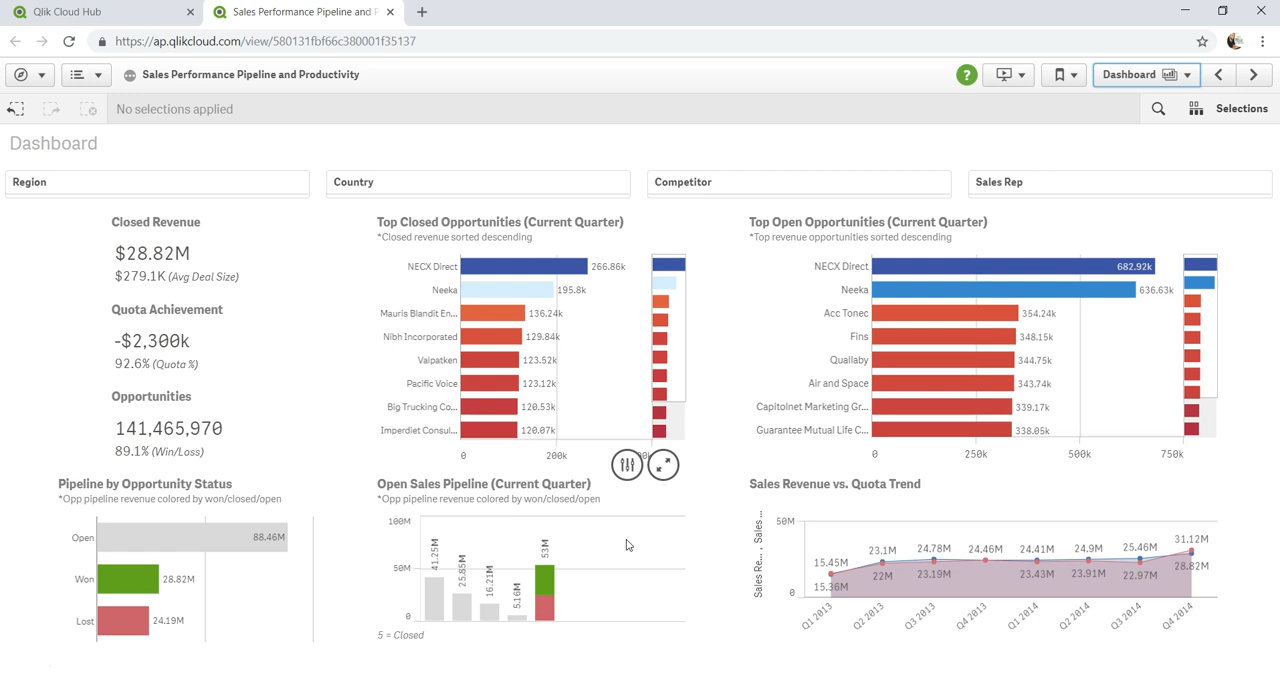 Qlik Cloud Hub
Sales Performance Pipeline and P
https://ap.qlikcloud.com/view/580131fbf66c380001f35137
Sales Performance Pipeline and Productivity
?
Dashboard
No selections applied
Selections
Dashboard
Region
Country
Competitor
Sales Rep
Closed Revenue
$28.82M
$279.1K (Avg Deal Size)
Quota Achievement
-$2,300k
92.6% (Quota %)
Opportunities
141,465,970
89.1% (Win/Loss)
Top Closed Opportunities (Current Quarter)
*Closed revenue sorted descending
NECX Direct 266.86k
Neeka 195.8k
Mauris Blandit En... 136.24k
Nibh Incorporated 129.84k
Valpatken 123.52k
Pacific Voice 123.12k
Big Trucking Co... 120.53k
Imperdiet Consul... 120.07k
0 200k
Top Open Opportunities (Current Quarter)
*Top revenue opportunities sorted descending
NECX Direct 682.92k
Neeka 636.63k
Acc Tonec 354.24k
Fins 348.15k
Quallaby 344.75k
Air and Space 343.74k
Capitolnet Marketing Gr... 339.17k
Guarantee Mutual Life C... 338.05k
0 250k 500k 750k
Pipeline by Opportunity Status
*Opp pipeline revenue colored by won/closed/open
Open 88.46M
Won 28.82M
Lost 24.19M
Open Sales Pipeline (Current Quarter)
*Opp pipeline revenue colored by won/closed/open
100M
50M
0
41.25M
25.85M
16.21M
5.16M
53M
5 = Closed
Sales Revenue vs. Quota Trend
Sales Re... , Sales ...
50M
0
15.45M 23.1M 24.78M 24.46M 24.41M 24.9M 25.46M 31.12M
15.36M 22M 23.19M 23.43M 23.91M 22.97M 28.82M
Q1 2013 Q2 2013 Q3 2013 Q4 2013 Q1 2014 Q2 2014 Q3 2014 Q4 2014